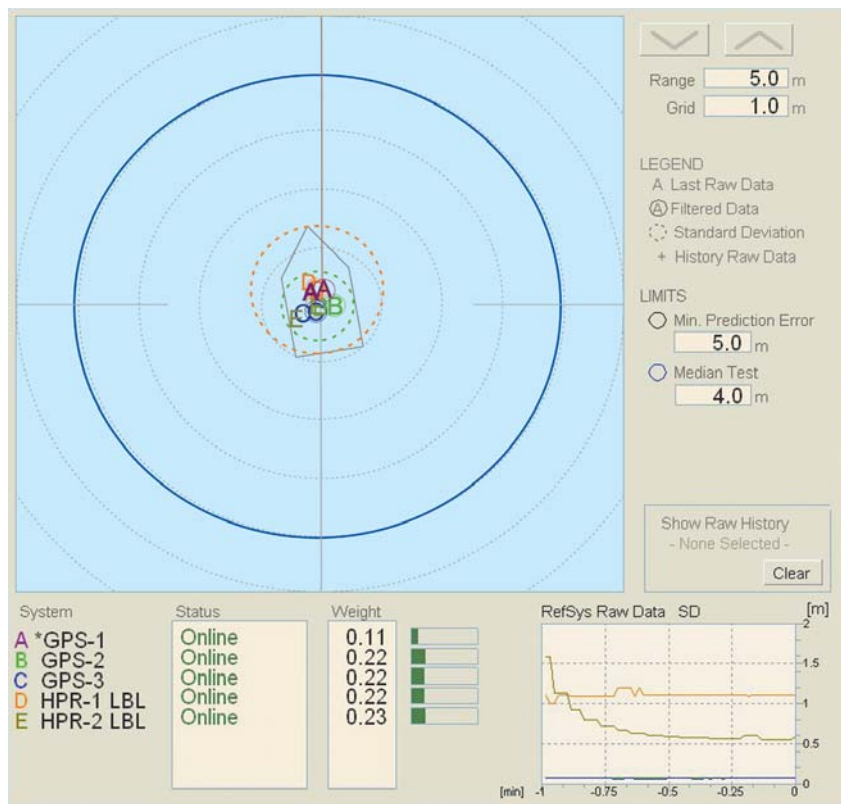 Range 5.0 m
Grid 1.0 m
LEGEND
A Last Raw Data
A Filtered Data
Standard Deviation
+ History Raw Data
LIMITS
Min. Prediction Error
5.0 m
Median Test
4.0 m
D
A A
B
C C
E
Show Raw History
- None Selected -
Clear
System Status Weight
A *GPS-1 Online 0.11
B GPS-2 Online 0.22
C GPS-3 Online 0.22
D HPR-1 LBL Online 0.22
E HPR-2 LBL Online 0.23
RefSys Raw Data SD [m]
2
1.5
1
0.5
0
[min] -1 -0.75 -0.5 -0.25 0